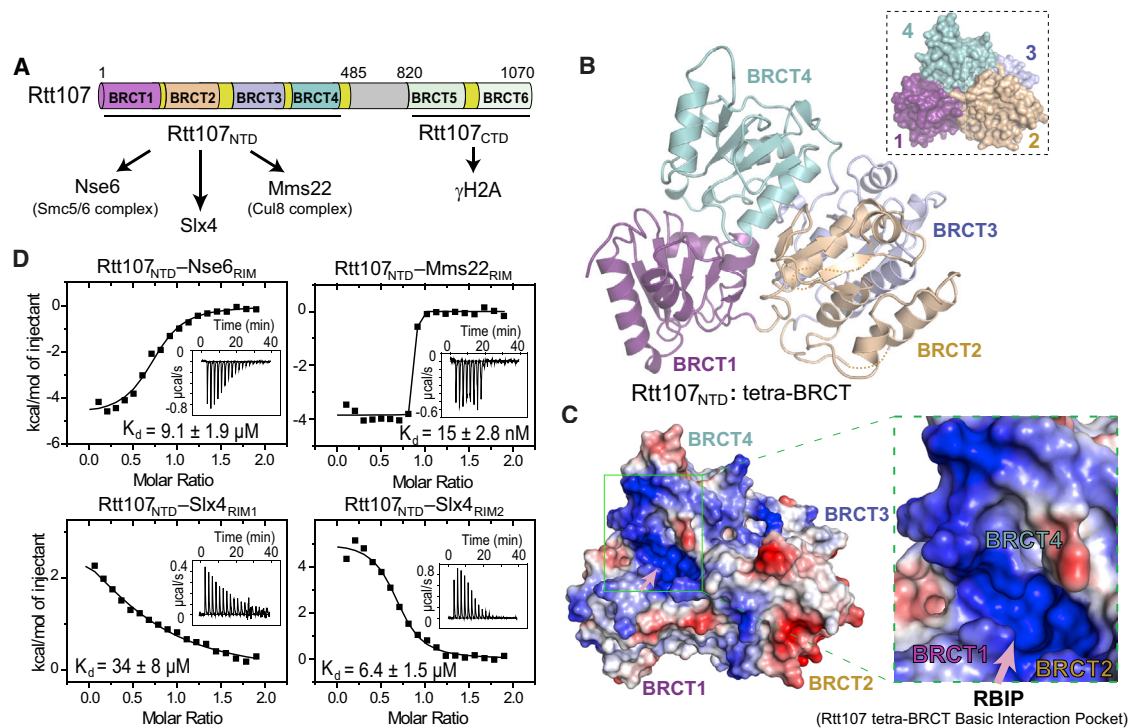 A
1 485 820 1070
Rtt107 BRCT1 BRCT2 BRCT3 BRCT4 BRCT5 BRCT6
Rtt107NTD Rtt107CTD
Nse6 Mms22 γH2A
(Smc5/6 complex) (Cul8 complex)
Slx4
B
4
3
1
2
BRCT4
BRCT3
BRCT1
BRCT2
Rtt107NTD: tetra-BRCT
C
BRCT4
BRCT3
BRCT1
BRCT2
BRCT4
BRCT1
BRCT2
RBIP
(Rtt107 tetra-BRCT Basic Interaction Pocket)
D
Rtt107NTD–Nse6RIM
kcal/mol of injectant
0
-2
-4
-6
Time (min)
0 20 40
0
-0.8
µcal/s
Kd = 9.1 ± 1.9 µM
0.0 0.5 1.0 1.5 2.0
Molar Ratio
Rtt107NTD–Mms22RIM
0
-2
-4
Time (min)
0 20 40
0
-0.6
µcal/s
Kd = 15 ± 2.8 nM
0.0 0.5 1.0 1.5 2.0
Molar Ratio
Rtt107NTD–Slx4RIM1
kcal/mol of injectant
2
0
Time (min)
0 20 40
0.4
0
µcal/s
Kd = 34 ± 8 µM
0.0 0.5 1.0 1.5 2.0
Molar Ratio
Rtt107NTD–Slx4RIM2
4
2
0
Time (min)
0 20 40
0.8
0
µcal/s
Kd = 6.4 ± 1.5 µM
0.0 0.5 1.0 1.5 2.0
Molar Ratio